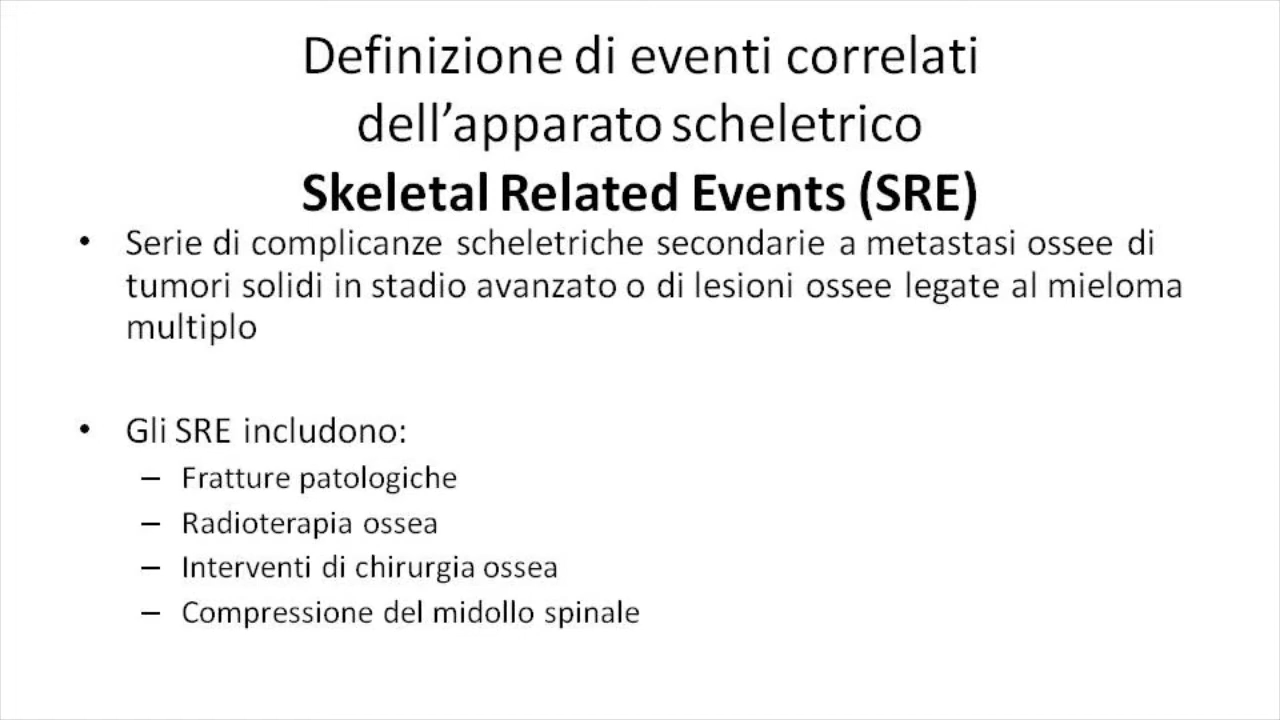 Definizione di eventi correlati
dell’apparato scheletrico
Skeletal Related Events (SRE)
• Serie di complicanze scheletriche secondarie a metastasi ossee di
tumori solidi in stadio avanzato o di lesioni ossee legate al mieloma
multiplo
• Gli SRE includono:
– Fratture patologiche
– Radioterapia ossea
– Interventi di chirurgia ossea
– Compressione del midollo spinale